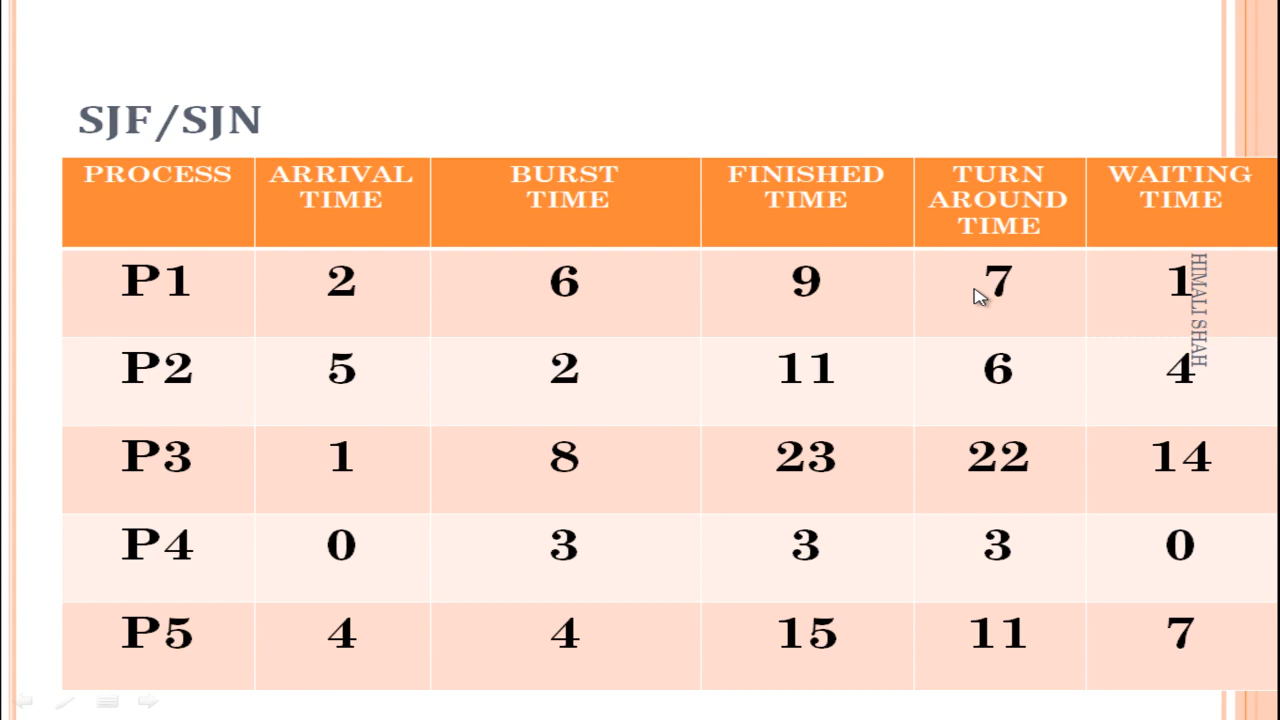 SJF/SJN
PROCESS ARRIVAL TIME BURST TIME FINISHED TIME TURN AROUND TIME WAITING TIME
P1 2 6 9 7 1
P2 5 2 11 6 4
P3 1 8 23 22 14
P4 0 3 3 3 0
P5 4 4 15 11 7
HIMALI SHAH